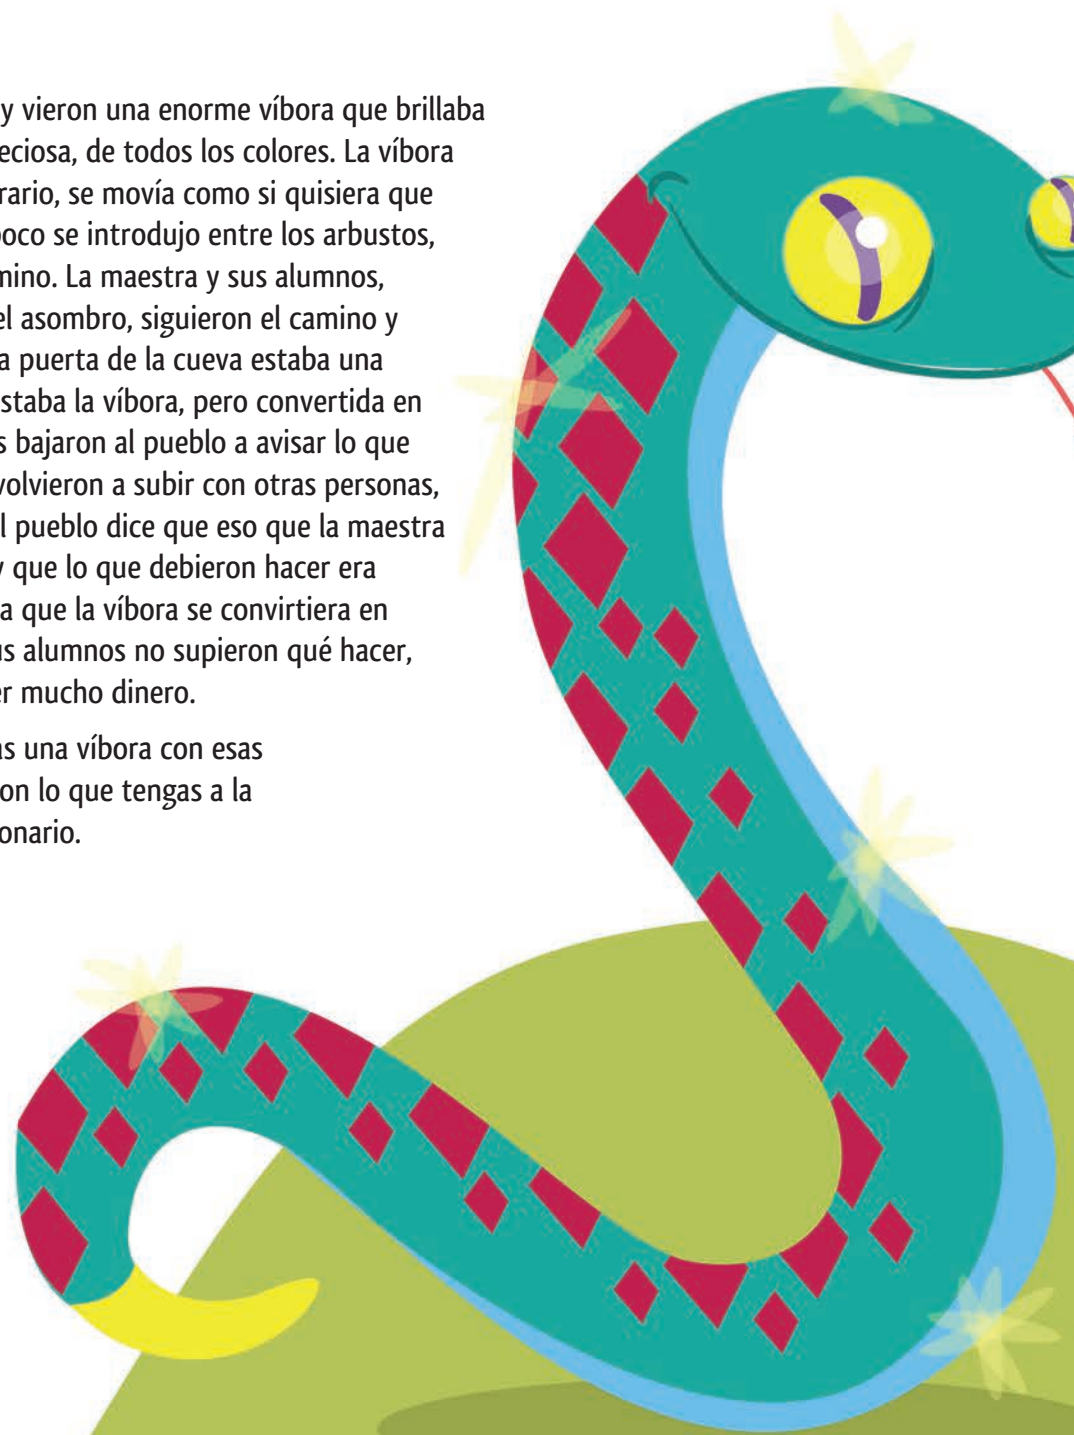 y vieron una enorme víbora que brillaba
eciosa, de todos los colores. La víbora
rario, se movía como si quisiera que
poco se introdujo entre los arbustos,
mino. La maestra y sus alumnos,
el asombro, siguieron el camino y
a puerta de la cueva estaba una
staba la víbora, pero convertida en
s bajaron al pueblo a avisar lo que
volvieron a subir con otras personas,
l pueblo dice que eso que la maestra
y que lo que debieron hacer era
a que la víbora se convirtiera en
us alumnos no supieron qué hacer,
er mucho dinero.
as una víbora con esas
on lo que tengas a la
onario.